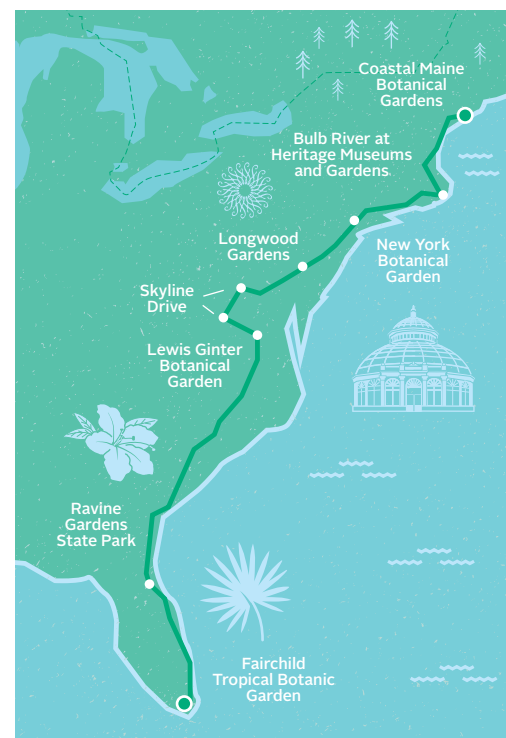 Coastal Maine
Botanical
Gardens
Bulb River at
Heritage Museums
and Gardens
Longwood
Gardens
New York
Botanical
Garden
Skyline
Drive
Lewis Ginter
Botanical
Garden
Ravine
Gardens
State Park
Fairchild
Tropical Botanic
Garden